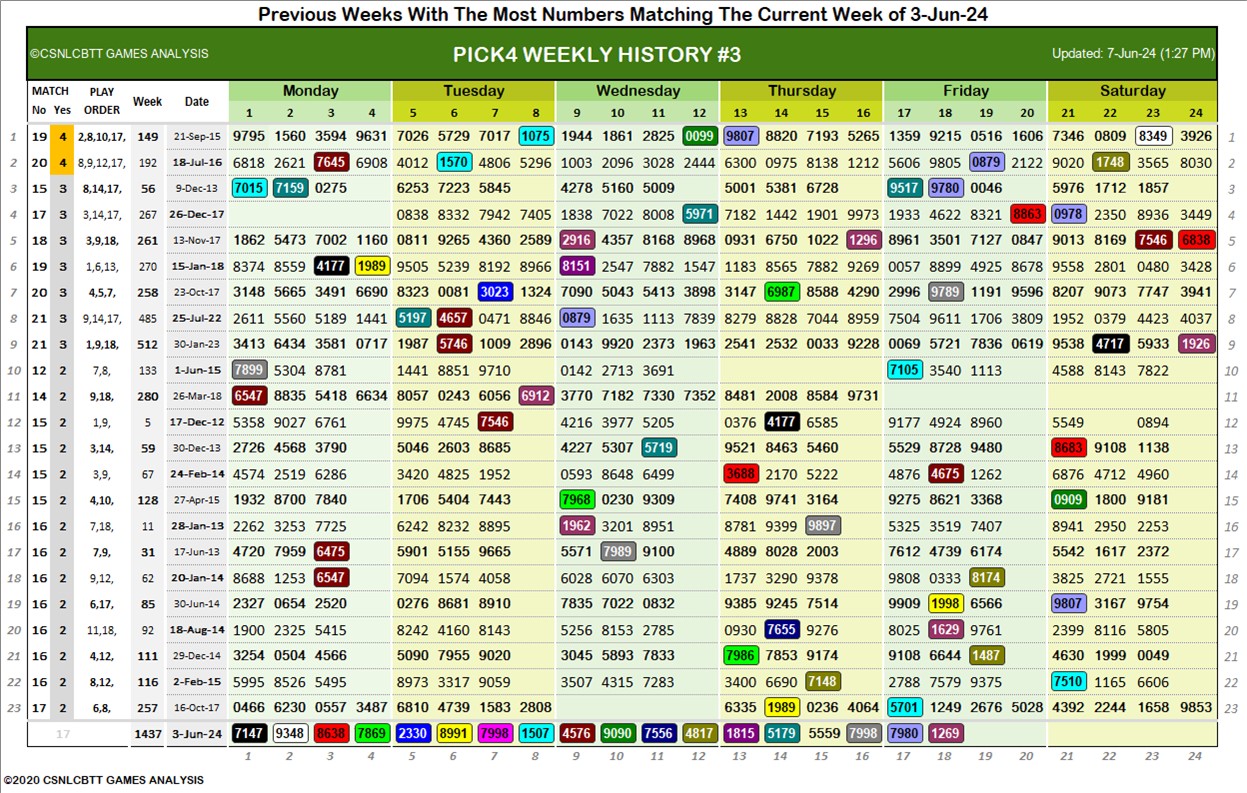 Previous Weeks With The Most Numbers Matching The Current Week of 3-Jun-24
©CSNLCBTT GAMES ANALYSIS PICK4 WEEKLY HISTORY #3 Updated: 7-Jun-24 (1:27 PM)
MATCH PLAY Week Date Monday Tuesday Wednesday Thursday Friday Saturday
No Yes ORDER 1 2 3 4 5 6 7 8 9 10 11 12 13 14 15 16 17 18 19 20 21 22 23 24
1 19 4 2,8,10,17, 149 21-Sep-15 9795 1560 3594 9631 7026 5729 7017 1075 1944 1861 2825 0099 9807 8820 7193 5265 1359 9215 0516 1606 7346 0809 8349 3926 1
2 20 4 8,9,12,17, 192 18-Jul-16 6818 2621 7645 6908 4012 1570 4806 5296 1003 2096 3028 2444 6300 0975 8138 1212 5606 9805 0879 2122 9020 1748 3565 8030 2
3 15 3 8,14,17, 56 9-Dec-13 7015 7159 0275 6253 7223 5845 4278 5160 5009 5001 5381 6728 9517 9780 0046 5976 1712 1857 3
4 17 3 3,14,17, 267 26-Dec-17 0838 8332 7942 7405 1838 7022 8008 5971 7182 1442 1901 9973 1933 4622 8321 8863 0978 2350 8936 3449 4
5 18 3 3,9,18, 261 13-Nov-17 1862 5473 7002 1160 0811 9265 4360 2589 2916 4357 8168 8968 0931 6750 1022 1296 8961 3501 7127 0847 9013 8169 7546 6838 5
6 19 3 1,6,13, 270 15-Jan-18 8374 8559 4177 1989 9505 5239 8192 8966 8151 2547 7882 1547 1183 8565 7882 9269 0057 8899 4925 8678 9558 2801 0480 3428 6
7 20 3 4,5,7, 258 23-Oct-17 3148 5665 3491 6690 8323 0081 3023 1324 7090 5043 5413 3898 3147 6987 8588 4290 2996 9789 1191 9596 8207 9073 7747 3941 7
8 21 3 9,14,17, 485 25-Jul-22 2611 5560 5189 1441 5197 4657 0471 8846 0879 1635 1113 7839 8279 8828 7044 8959 7504 9611 1706 3809 1952 0379 4423 4037 8
9 21 3 1,9,18, 512 30-Jan-23 3413 6434 3581 0717 1987 5746 1009 2896 0143 9920 2373 1963 2541 2532 0033 9228 0069 5721 7836 0619 9538 4717 5933 1926 9
10 12 2 7,8, 133 1-Jun-15 7899 5304 8781 1441 8851 9710 0142 2713 3691 7105 3540 1113 4588 8143 7822 10
11 14 2 9,18, 280 26-Mar-18 6547 8835 5418 6634 8057 0243 6056 6912 3770 7182 7330 7352 8481 2008 8584 9731 11
12 15 2 1,9, 5 17-Dec-12 5358 9027 6761 9975 4745 7546 4216 3977 5205 0376 4177 6585 9177 4924 8960 5549 0894 12
13 15 2 3,14, 59 30-Dec-13 2726 4568 3790 5046 2603 8685 4227 5307 5719 9521 8463 5460 5529 8728 9480 8683 9108 1138 13
14 15 2 3,9, 67 24-Feb-14 4574 2519 6286 3420 4825 1952 0593 8648 6499 3688 2170 5222 4876 4675 1262 6876 4712 4960 14
15 15 2 4,10, 128 27-Apr-15 1932 8700 7840 1706 5404 7443 7968 0230 9309 7408 9741 3164 9275 8621 3368 0909 1800 9181 15
16 16 2 7,18, 11 28-Jan-13 2262 3253 7725 6242 8232 8895 1962 3201 8951 8781 9399 9897 5325 3519 7407 8941 2950 2253 16
17 16 2 7,9, 31 17-Jun-13 4720 7959 6475 5901 5155 9665 5571 7989 9100 4889 8028 2003 7612 4739 6174 5542 1617 2372 17
18 16 2 9,12, 62 20-Jan-14 8688 1253 6547 7094 1574 4058 6028 6070 6303 1737 3290 9378 9808 0333 8174 3825 2721 1555 18
19 16 2 6,17, 85 30-Jun-14 2327 0654 2520 0276 8681 8910 7835 7022 0832 9385 9245 7514 9909 1998 6566 9807 3167 9754 19
20 16 2 11,18, 92 18-Aug-14 1900 2325 5415 8242 4160 8143 5256 8153 2785 0930 7655 9276 8025 1629 9761 2399 8116 5805 20
21 16 2 4,12, 111 29-Dec-14 3254 0504 4566 5090 7955 9020 3045 5893 7833 7986 7853 9174 9108 6644 1487 4630 1999 0049 21
22 16 2 8,12, 116 2-Feb-15 5995 8526 5495 8973 3317 9059 3507 4315 7283 3400 6690 7148 2788 7579 9375 7510 1165 6606 22
23 17 2 6,8, 257 16-Oct-17 0466 6230 0557 3487 6810 4739 1583 2808 6335 1989 0236 4064 5701 1249 2676 5028 4392 2244 1658 9853 23
17 1437 3-Jun-24 7147 9348 8638 7869 2330 8991 7998 1507 4576 9090 7556 4817 1815 5179 5559 7998 7980 1269
1 2 3 4 5 6 7 8 9 10 11 12 13 14 15 16 17 18 19 20 21 22 23 24
©2020 CSNLCBTT GAMES ANALYSIS